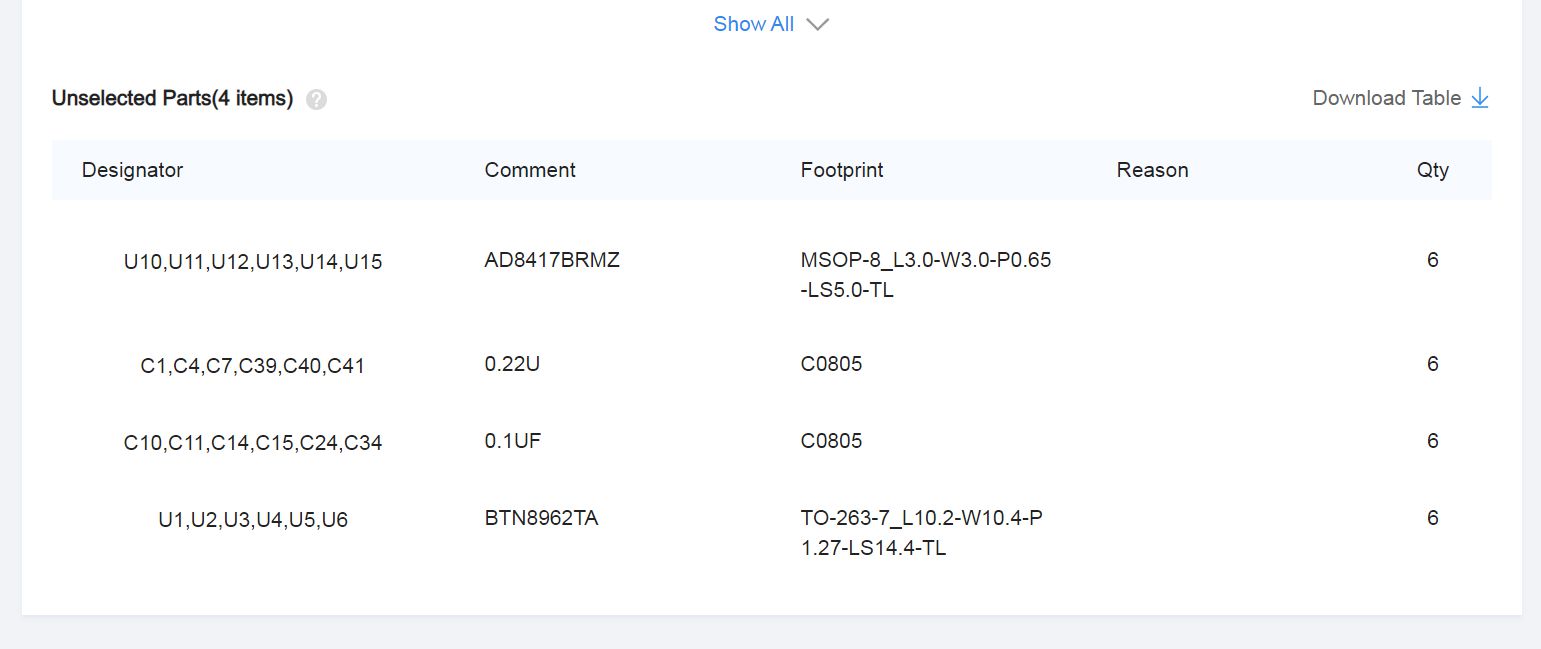 Show All
Unselected Parts(4 items) ?
Download Table
Designator Comment Footprint Reason Qty
U10,U11,U12,U13,U14,U15 AD8417BRMZ MSOP-8_L3.0-W3.0-P0.65 6
-LS5.0-TL
C1,C4,C7,C39,C40,C41 0.22U C0805 6
C10,C11,C14,C15,C24,C34 0.1UF C0805 6
U1,U2,U3,U4,U5,U6 BTN8962TA TO-263-7_L10.2-W10.4-P 6
1.27-LS14.4-TL